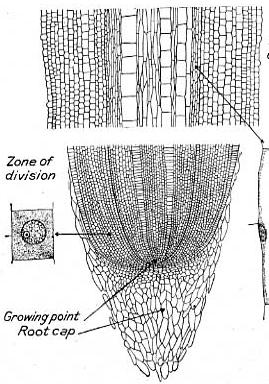 Zone of
division
Growing point
Root cap